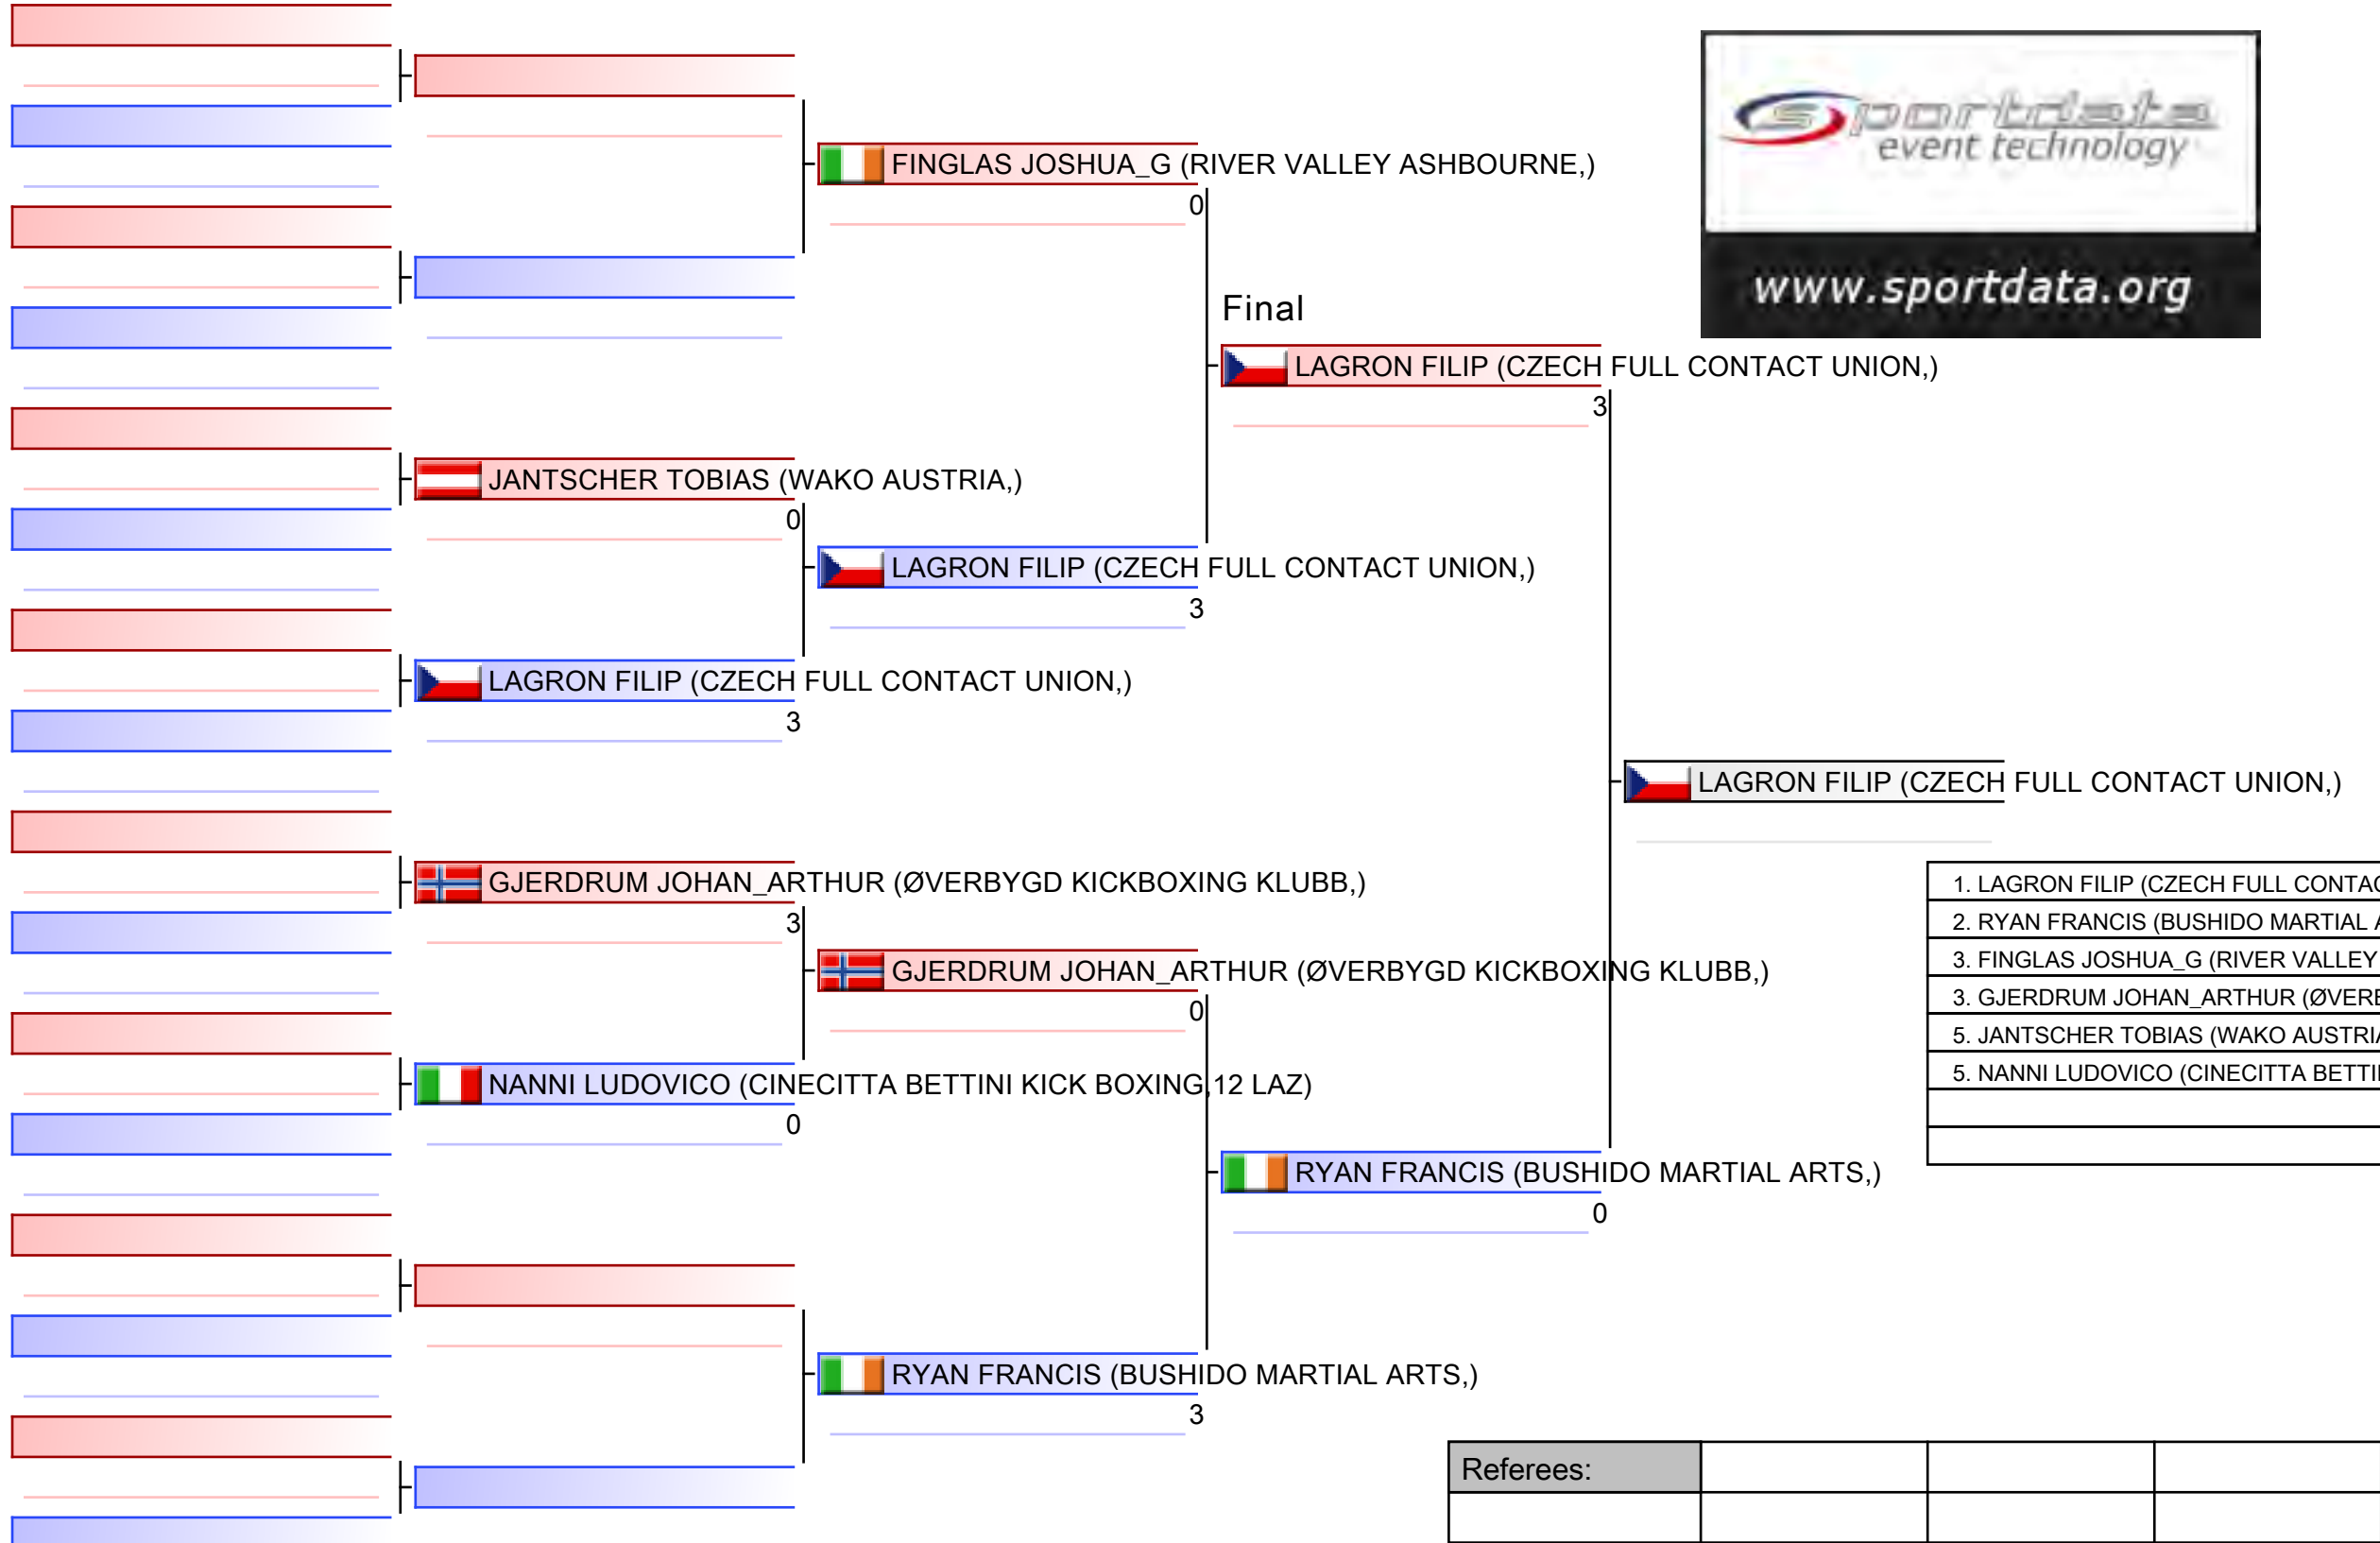 sportdata
event technology
www.sportdata.org
FINGLAS JOSHUA_G (RIVER VALLEY ASHBOURNE,)
0
Final
LAGRON FILIP (CZECH FULL CONTACT UNION,)
3
JANTSCHER TOBIAS (WAKO AUSTRIA,)
0
LAGRON FILIP (CZECH FULL CONTACT UNION,)
3
LAGRON FILIP (CZECH FULL CONTACT UNION,)
3
LAGRON FILIP (CZECH FULL CONTACT UNION,)
GJERDRUM JOHAN_ARTHUR (ØVERBYGD KICKBOXING KLUBB,)
3
GJERDRUM JOHAN_ARTHUR (ØVERBYGD KICKBOXING KLUBB,)
0
NANNI LUDOVICO (CINECITTA BETTINI KICK BOXING,12 LAZ)
0
RYAN FRANCIS (BUSHIDO MARTIAL ARTS,)
0
RYAN FRANCIS (BUSHIDO MARTIAL ARTS,)
3
1. LAGRON FILIP (CZECH FULL CONTAC
2. RYAN FRANCIS (BUSHIDO MARTIAL A
3. FINGLAS JOSHUA_G (RIVER VALLEY
3. GJERDRUM JOHAN_ARTHUR (ØVERB
5. JANTSCHER TOBIAS (WAKO AUSTRIA
5. NANNI LUDOVICO (CINECITTA BETTI
Referees: